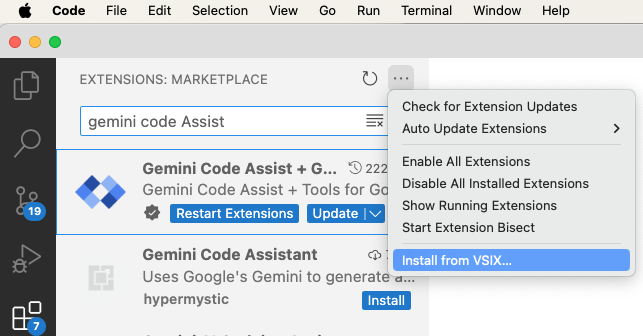 Code File Edit Selection View Go Run Terminal Window Help
EXTENSIONS: MARKETPLACE
gemini code Assist
Gemini Code Assist + G... 222
Gemini Code Assist + Tools for Go
Restart Extensions Update
Gemini Code Assistant
Uses Google's Gemini to generate a...
hypermystic Install
19
7
Check for Extension Updates
Auto Update Extensions
Enable All Extensions
Disable All Installed Extensions
Show Running Extensions
Start Extension Bisect
Install from VSIX...